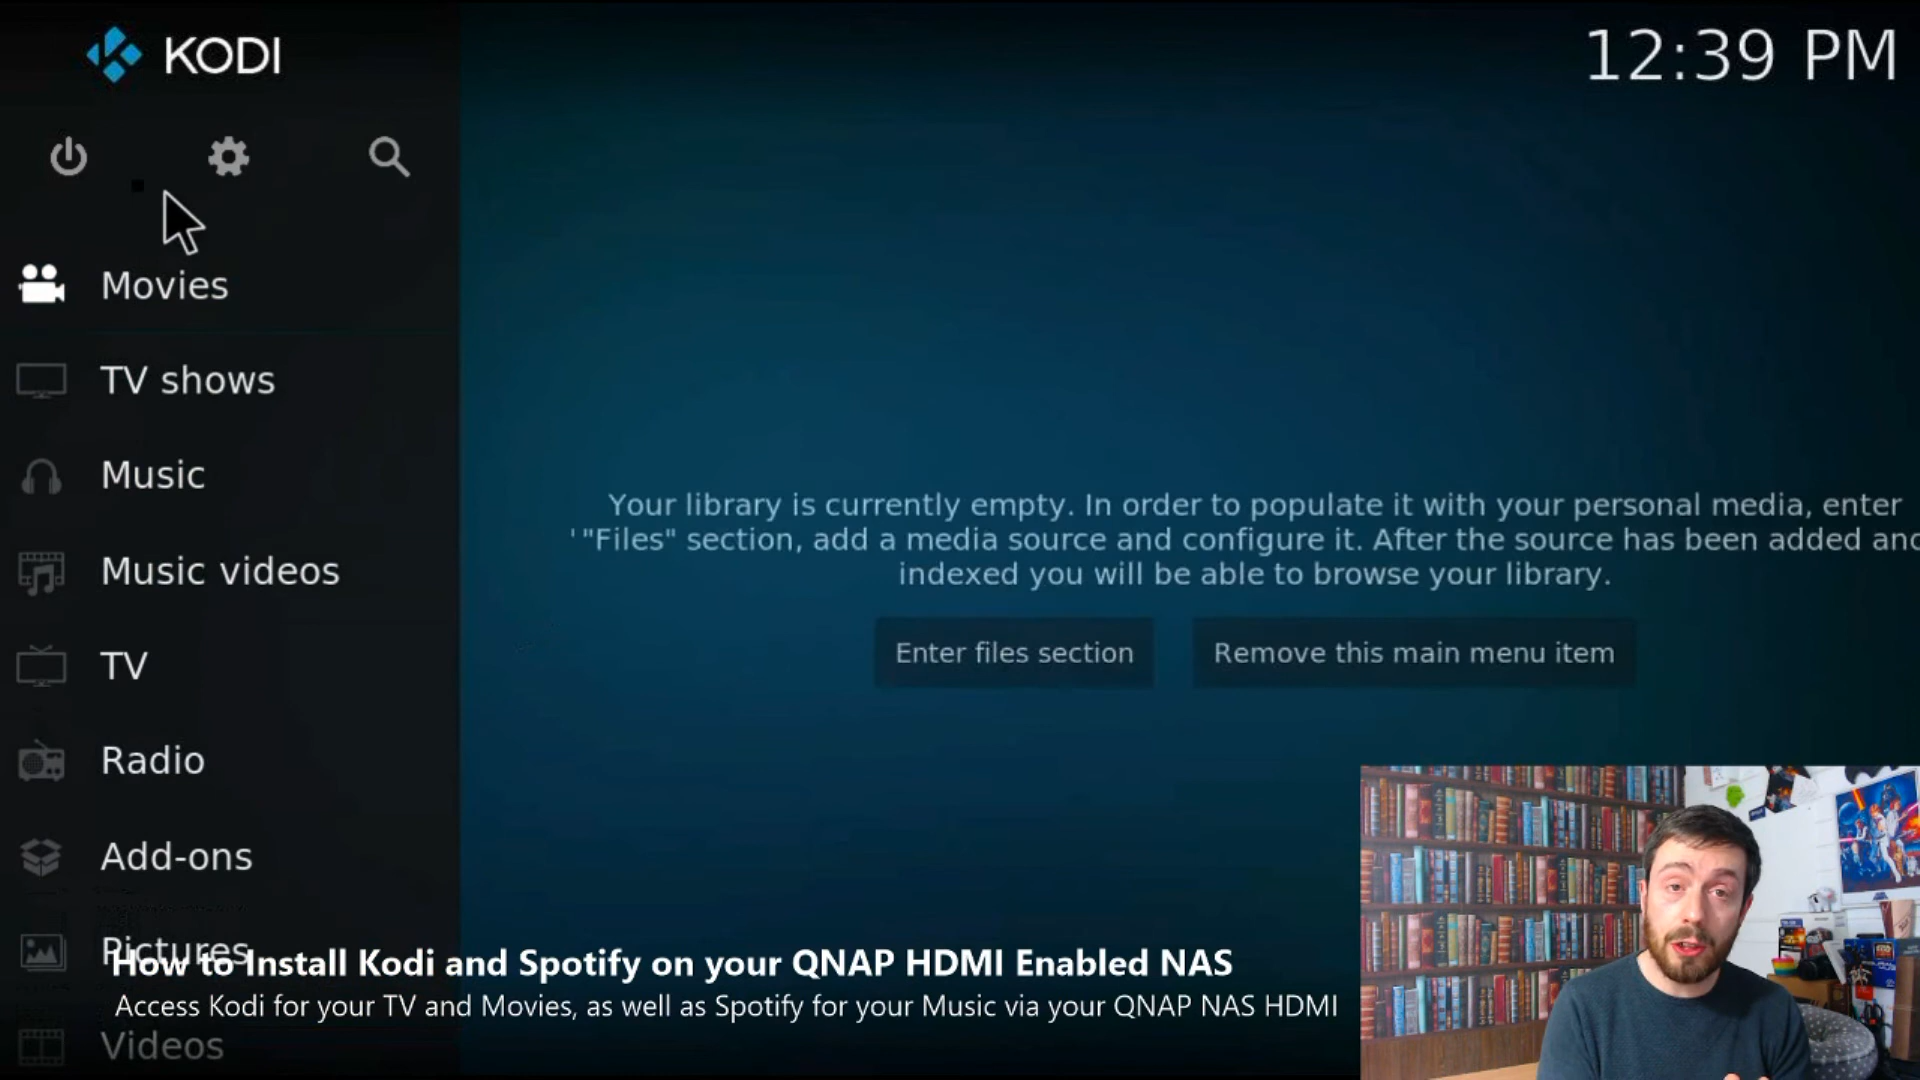 KODI
12:39 PM
Movies
TV shows
Music
Music videos
TV
Radio
Add-ons
Pictures
Videos
Your library is currently empty. In order to populate it with your personal media, enter
'"Files" section, add a media source and configure it. After the source has been added and
indexed you will be able to browse your library.
Enter files section
Remove this main menu item
How to Install Kodi and Spotify on your QNAP HDMI Enabled NAS
Access Kodi for your TV and Movies, as well as Spotify for your Music via your QNAP NAS HDMI